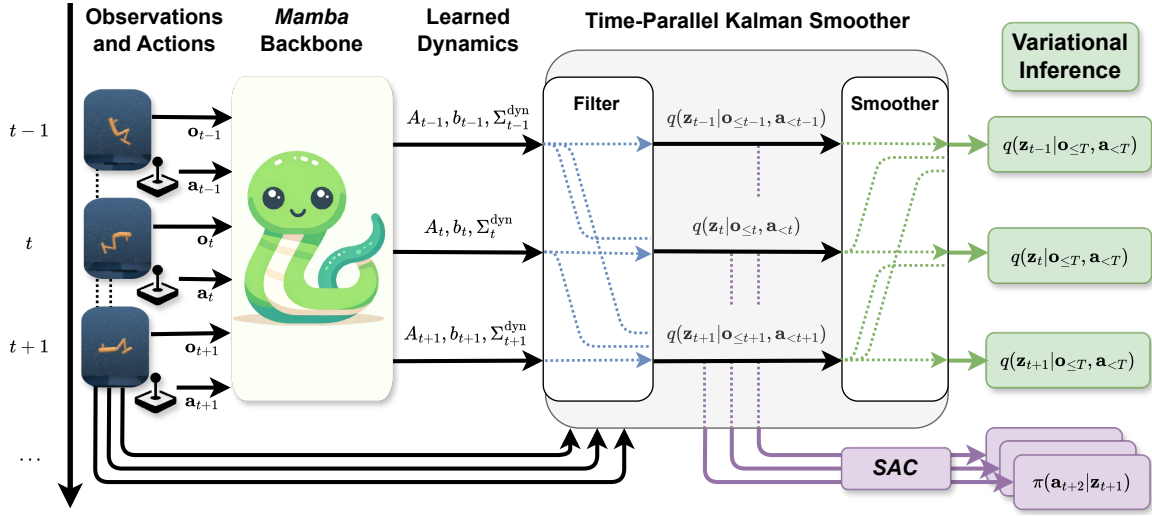 Observations
and Actions
Mamba
Backbone
Learned
Dynamics
Time-Parallel Kalman Smoother
Variational
Inference
Filter
Smoother
t − 1
o_{t−1}
a_{t−1}
A_{t−1}, b_{t−1}, Σ^{dyn}_{t−1}
q(z_{t−1}|o_{≤t−1}, a_{<t−1})
q(z_{t−1}|o_{≤T}, a_{<T})
t
o_t
a_t
A_t, b_t, Σ^{dyn}_t
q(z_t|o_{≤t}, a_{<t})
q(z_t|o_{≤T}, a_{<T})
t + 1
o_{t+1}
a_{t+1}
A_{t+1}, b_{t+1}, Σ^{dyn}_{t+1}
q(z_{t+1}|o_{≤t+1}, a_{<t+1})
q(z_{t+1}|o_{≤T}, a_{<T})
...
SAC
π(a_{t+2}|z_{t+1})